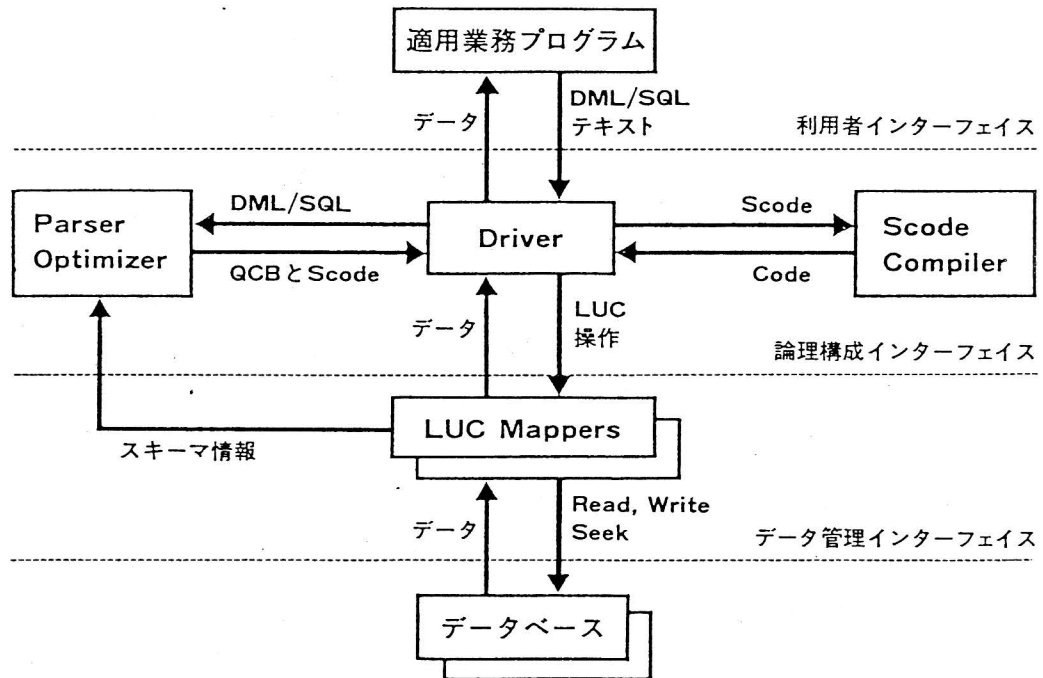 適用業務プログラム
データ
DML/SQL
テキスト
利用者インターフェイス
Parser
Optimizer
DML/SQL
QCBとScode
Driver
Scode
Code
Scode
Compiler
データ
LUC
操作
論理構成インターフェイス
スキーマ情報
LUC Mappers
データ
Read, Write
Seek
データ管理インターフェイス
データベース